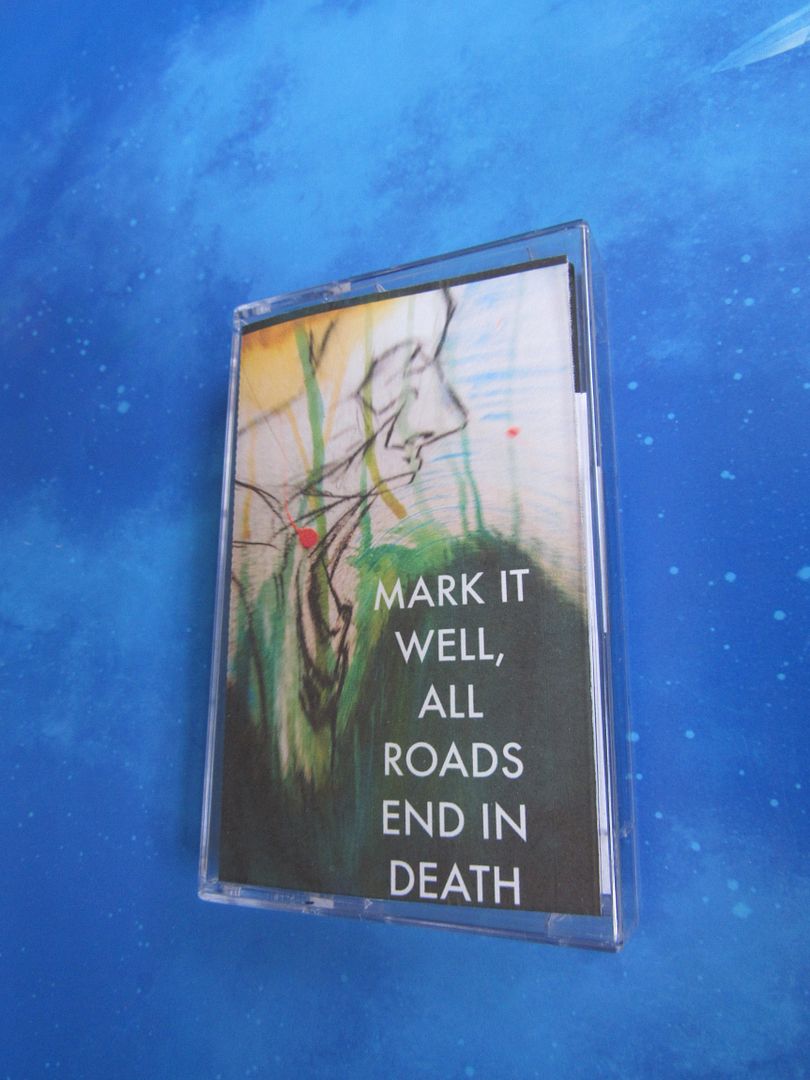 MARK IT
WELL,
ALL
ROADS
END IN
DEATH